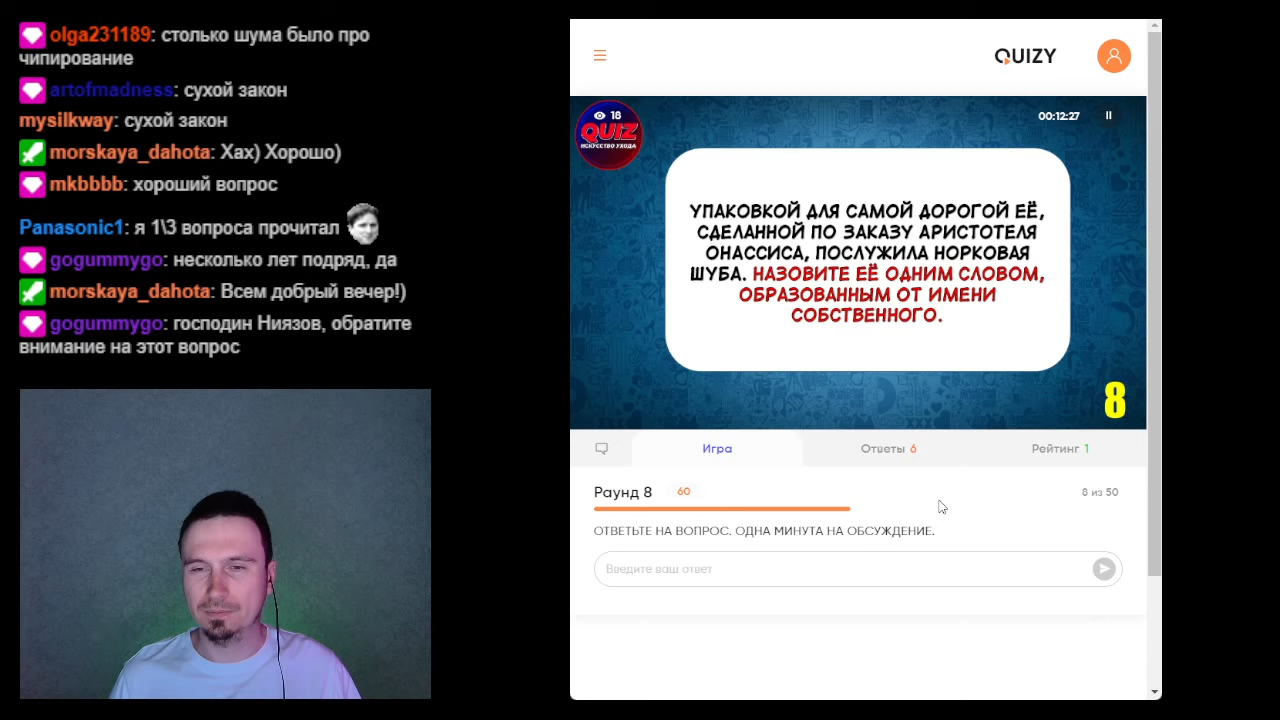 olga231189: столько шума было про
чипирование
artofmadness: сухой закон
mysilkway: сухой закон
morskaya_dahota: Хах) Хорошо)
mkbbbb: хороший вопрос
Panasonic1: я 1\3 вопроса прочитал
gogummygo: несколько лет подряд, да
morskaya_dahota: Всем добрый вечер!)
gogummygo: господин Ниязов, обратите
внимание на этот вопрос
QUIZY
18
QUIZ
ИСКУССТВО УХОДА
00:12:27
УПАКОВКОЙ ДЛЯ САМОЙ ДОРОГОЙ ЕЁ,
СДЕЛАННОЙ ПО ЗАКАЗУ АРИСТОТЕЛЯ
ОНАССИСА, ПОСЛУЖИЛА НОРКОВАЯ
ШУБА. НАЗОВИТЕ ЕЁ ОДНИМ СЛОВОМ,
ОБРАЗОВАННЫМ ОТ ИМЕНИ
СОБСТВЕННОГО.
8
Игра
Ответы 6
Рейтинг 1
Раунд 8 60
8 из 50
ОТВЕТЬТЕ НА ВОПРОС. ОДНА МИНУТА НА ОБСУЖДЕНИЕ.
Введите ваш ответ